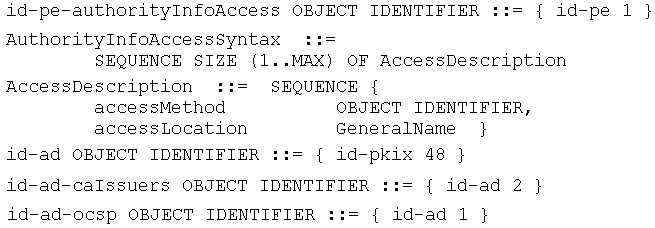 id-pe-authorityInfoAccess OBJECT IDENTIFIER ::= { id-pe 1 }
AuthorityInfoAccessSyntax  ::=
        SEQUENCE SIZE (1..MAX) OF AccessDescription
AccessDescription  ::=  SEQUENCE {
        accessMethod          OBJECT IDENTIFIER,
        accessLocation        GeneralName  }
id-ad OBJECT IDENTIFIER ::= { id-pkix 48 }
id-ad-caIssuers OBJECT IDENTIFIER ::= { id-ad 2 }
id-ad-ocsp OBJECT IDENTIFIER ::= { id-ad 1 }